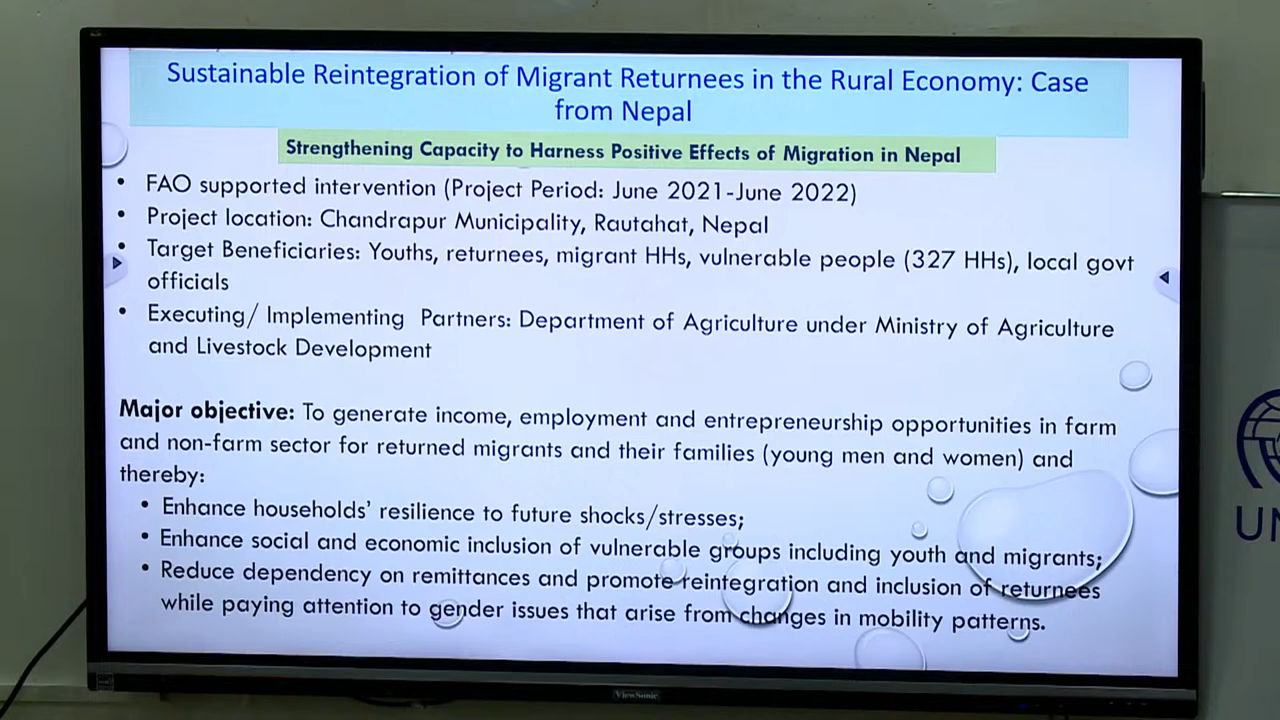 Sustainable Reintegration of Migrant Returnees in the Rural Economy: Case
from Nepal
Strengthening Capacity to Harness Positive Effects of Migration in Nepal
• FAO supported intervention (Project Period: June 2021-June 2022)
• Project location: Chandrapur Municipality, Rautahat, Nepal
• Target Beneficiaries: Youths, returnees, migrant HHs, vulnerable people (327 HHs), local govt
officials
• Executing/ Implementing Partners: Department of Agriculture under Ministry of Agriculture
and Livestock Development
Major objective: To generate income, employment and entrepreneurship opportunities in farm
and non-farm sector for returned migrants and their families (young men and women) and
thereby:
• Enhance households’ resilience to future shocks/stresses;
• Enhance social and economic inclusion of vulnerable groups including youth and migrants;
• Reduce dependency on remittances and promote reintegration and inclusion of returnees
while paying attention to gender issues that arise from changes in mobility patterns.
ViewSonic